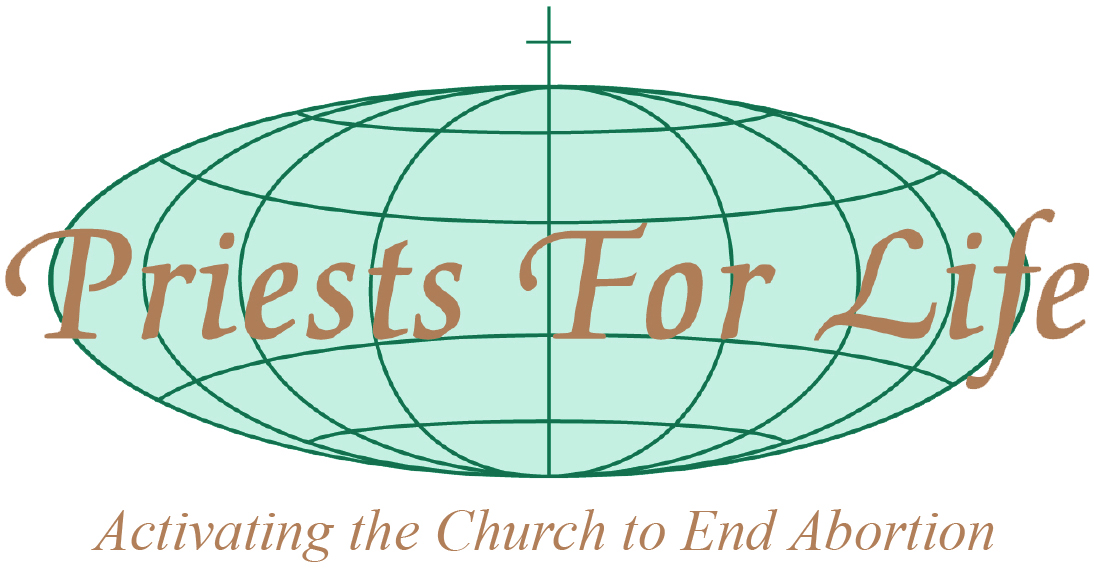 Priests For Life
Activating the Church to End Abortion